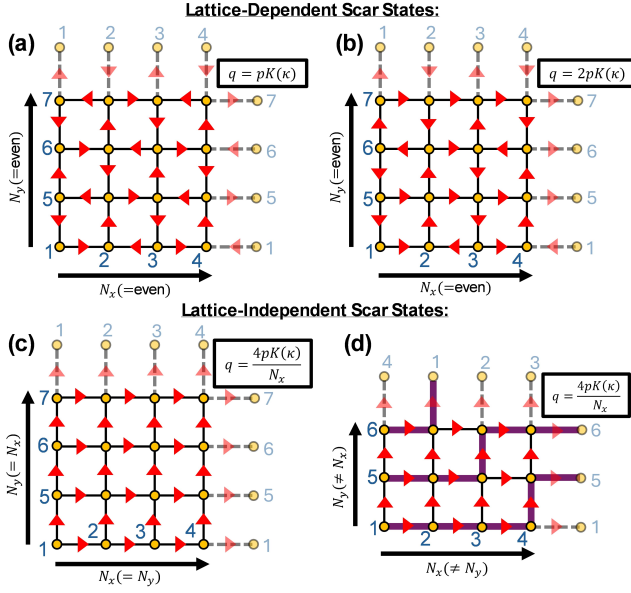 Lattice-Dependent Scar States:
(a)
1 2 3 4
q = pK(κ)
7 7
6 6
5 5
1 2 3 4 1
N_y(=even)
N_x(=even)
(b)
1 2 3 4
q = 2pK(κ)
7 7
6 6
5 5
1 2 3 4 1
N_y(=even)
N_x(=even)
Lattice-Independent Scar States:
(c)
1 2 3 4
q = 4pK(κ)/N_x
7 7
6 6
5 5
1 2 3 4 1
N_y(= N_x)
N_x(= N_y)
(d)
4 1 2 3
q = 4pK(κ)/N_x
6 6
5 5
1 2 3 4 1
N_y(≠ N_x)
N_x(≠ N_y)